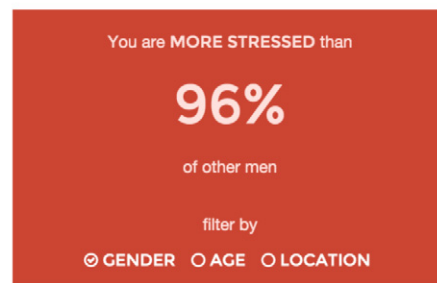 You are MORE STRESSED than
96%
of other men
filter by
GENDER AGE LOCATION